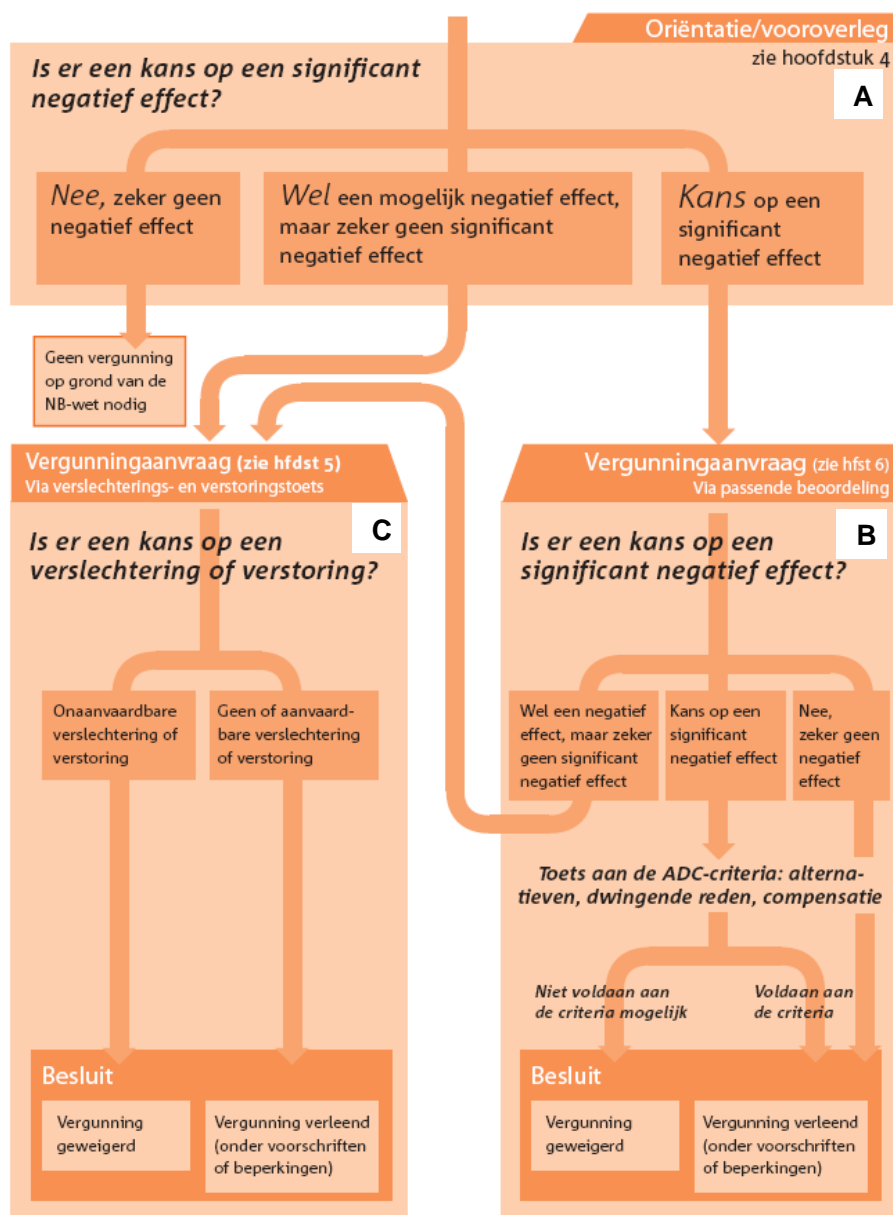 Oriëntatie/vooroverleg
zie hoofdstuk 4
A
Is er een kans op een significant
negatief effect?
Nee, zeker geen
negatief effect
Wel een mogelijk negatief effect,
maar zeker geen significant
negatief effect
Kans op een
significant
negatief effect
Geen vergunning
op grond van de
NB-wet nodig
Vergunningaanvraag (zie hfdst 5)
Via verslechterings- en verstoringstoets
C
Is er een kans op een
verslechtering of verstoring?
Onaanvaardbare
verslechtering of
verstoring
Geen of aanvaard-
bare verslechtering
of verstoring
Besluit
Vergunning
geweigerd
Vergunning verleend
(onder voorschriften
of beperkingen)
Vergunningaanvraag (zie hfst 6)
Via passende beoordeling
B
Is er een kans op een
significant negatief effect?
Wel een negatief
effect, maar zeker
geen significant
negatief effect
Kans op een
significant
negatief effect
Nee,
zeker geen
negatief
effect
Toets aan de ADC-criteria: alterna-
tieven, dwingende reden, compensatie
Niet voldaan aan
de criteria mogelijk
Voldaan aan
de criteria
Besluit
Vergunning
geweigerd
Vergunning verleend
(onder voorschriften
of beperkingen)